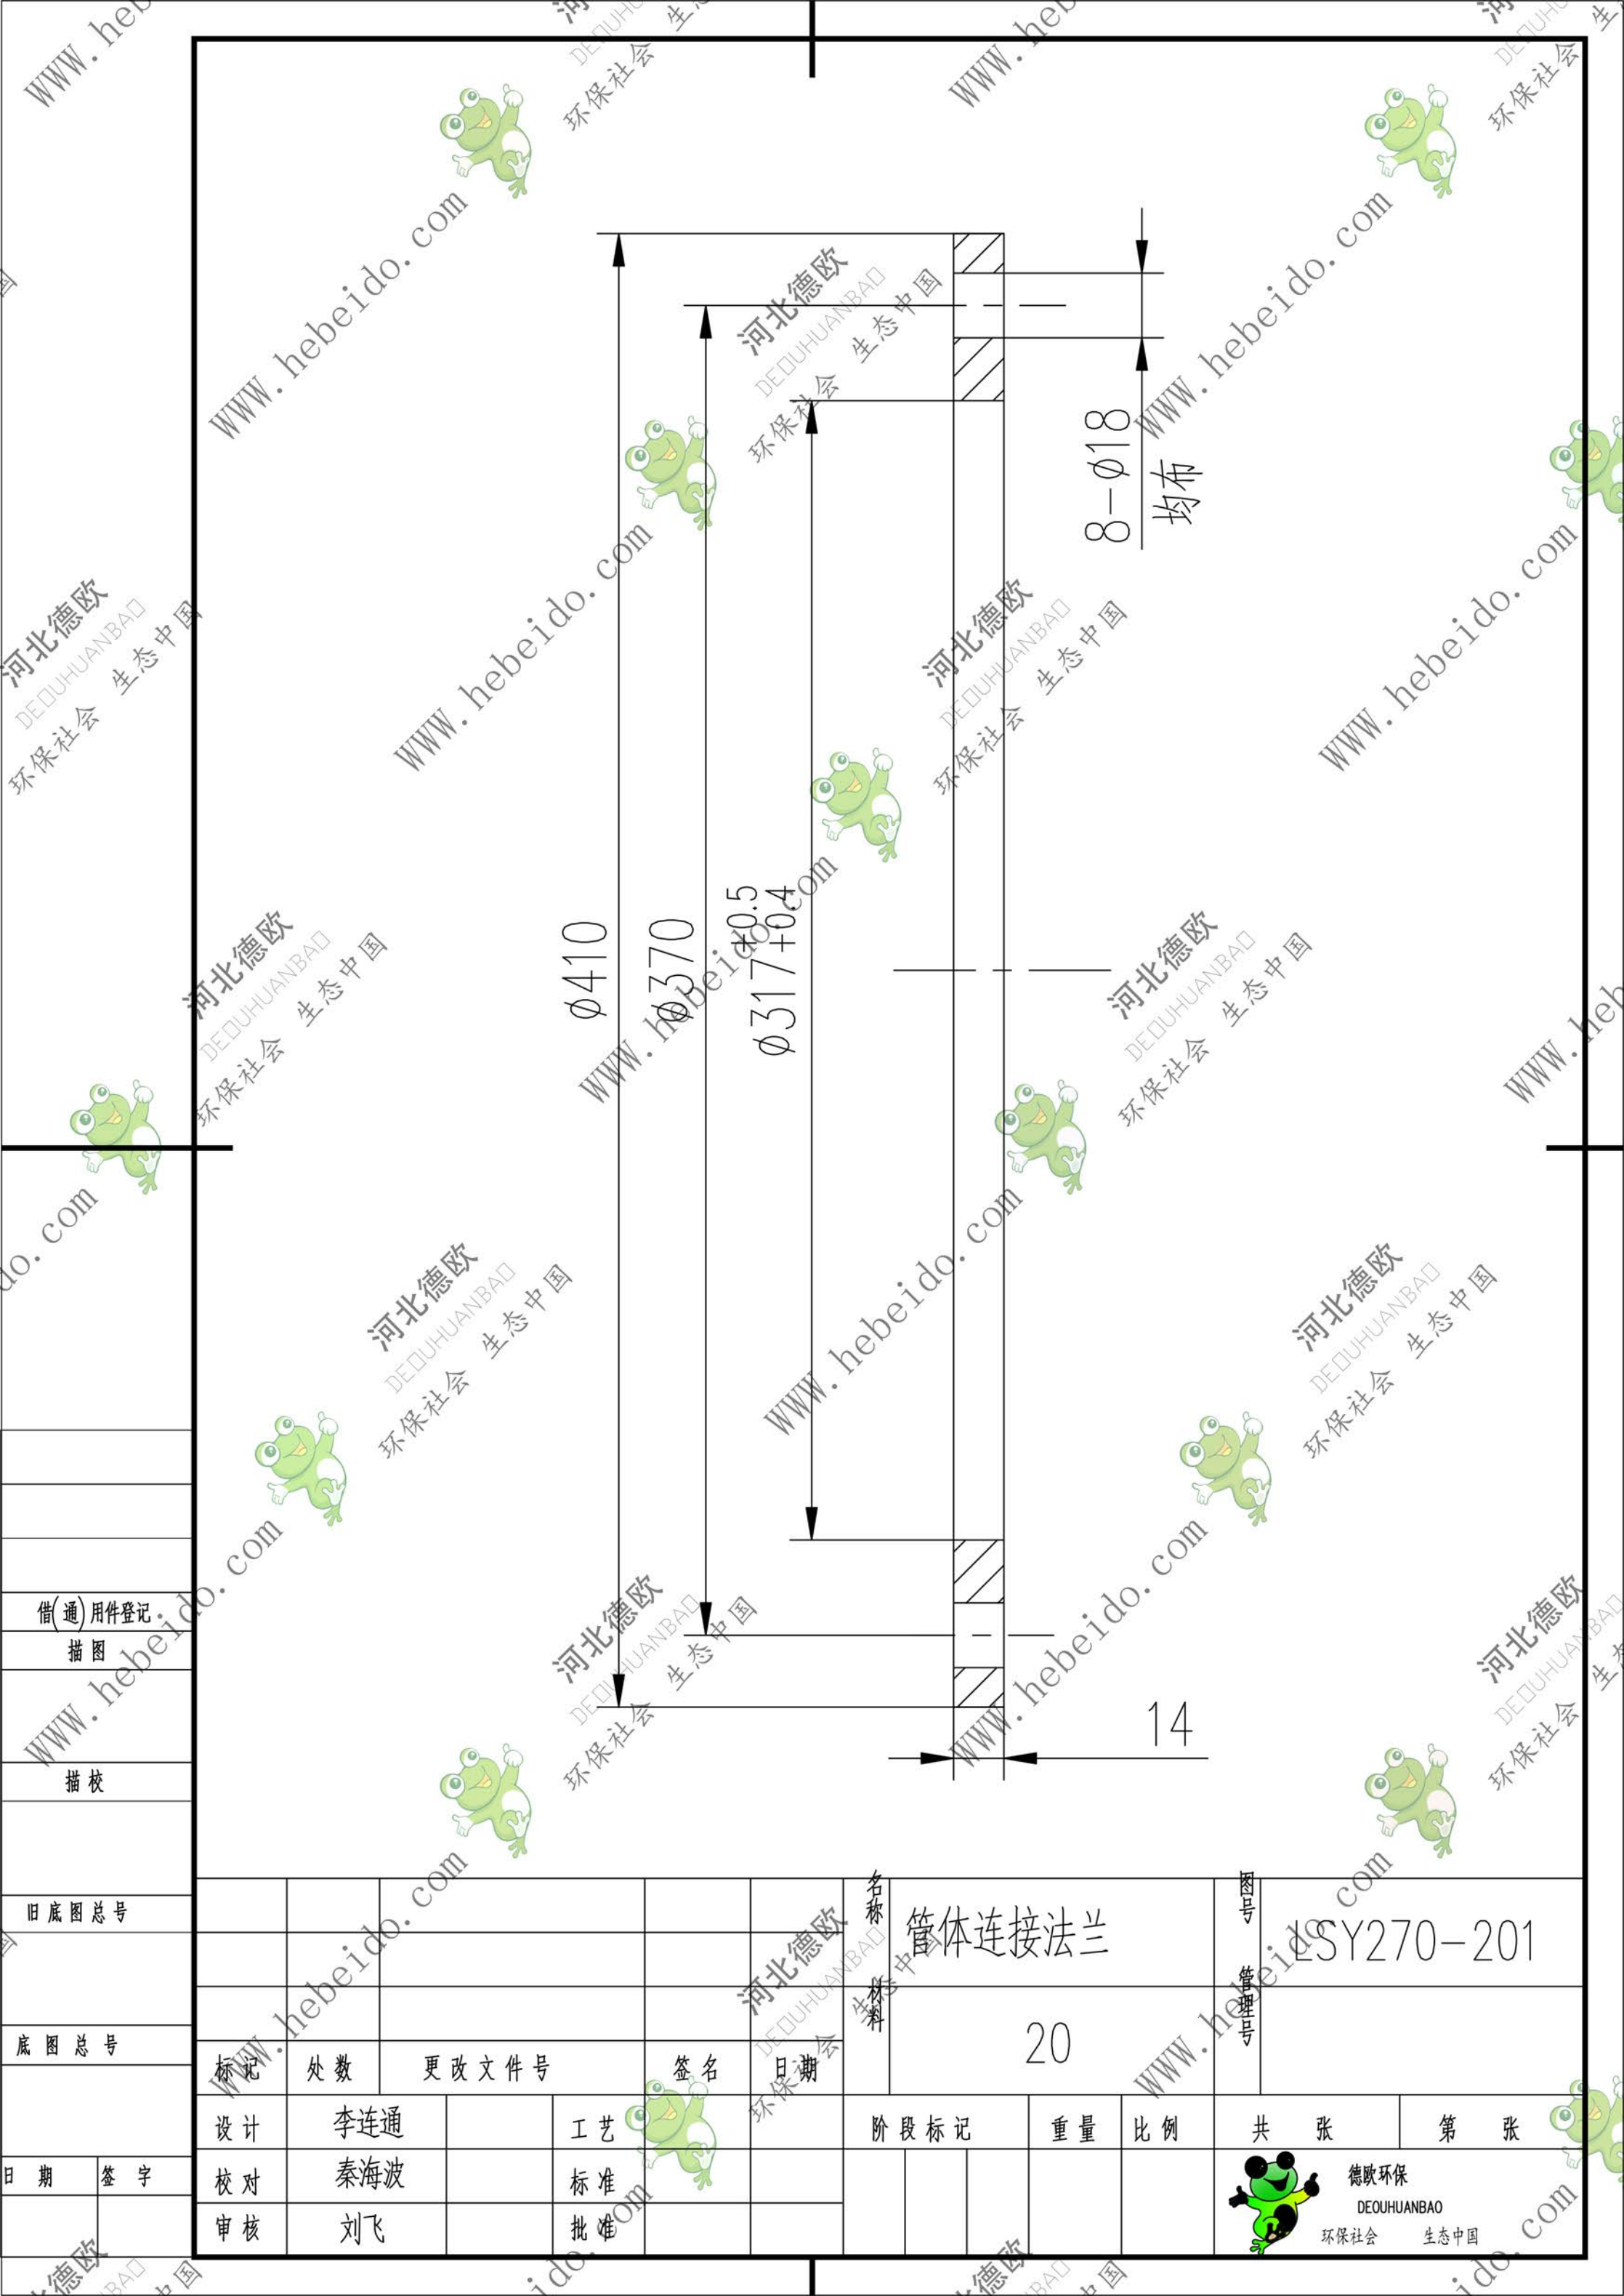 8-ø18
均布
ø410
ø370
ø317 +0.5 +0.4
14
借(通)用件登记
描图
描校
旧底图总号
底图总号
日期 签字
名称 管体连接法兰 图号 LSY270-201
材料 20 管理号
标记 处数 更改文件号 签名 日期
设计 李连通 工艺 阶段标记 重量 比例 共 张 第 张
校对 秦海波 标准
审核 刘飞 批准
德欧环保
DEOUHUANBAO
环保社会 生态中国
WWW.hebeido.com
河北德欧
DEOUHUANBAO
环保社会 生态中国